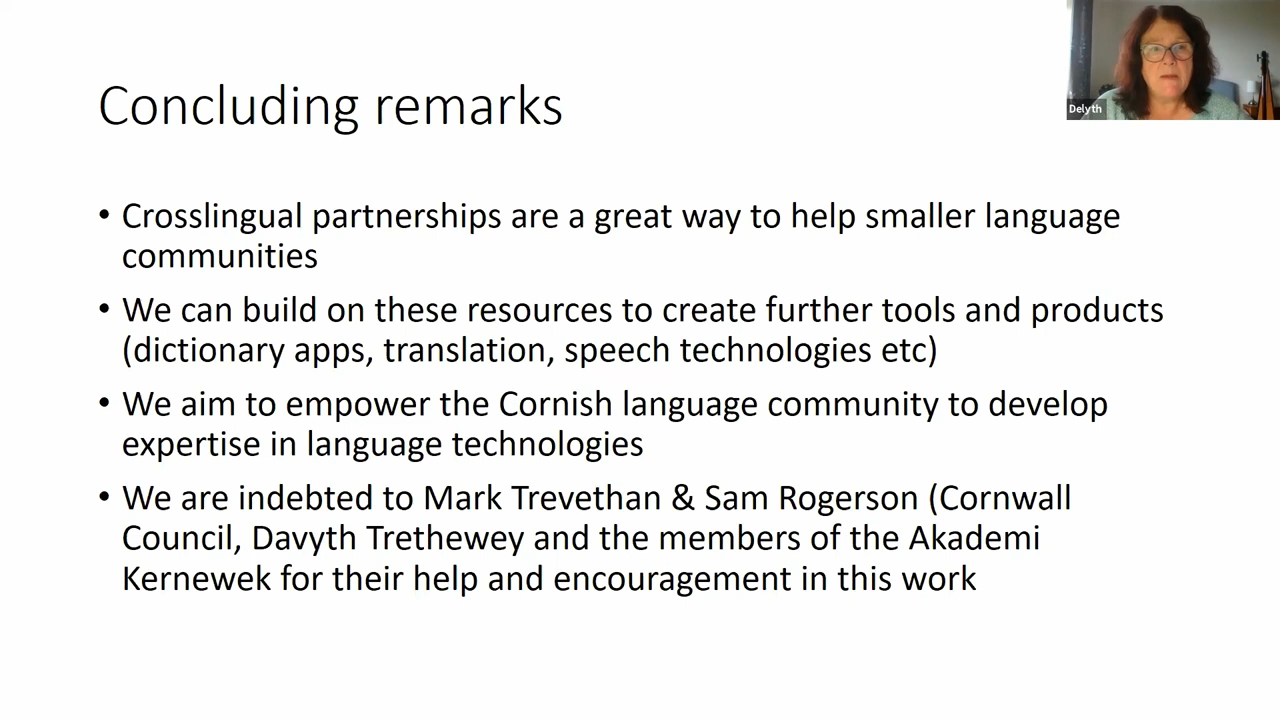 Concluding remarks
Delyth
• Crosslingual partnerships are a great way to help smaller language
communities
• We can build on these resources to create further tools and products
(dictionary apps, translation, speech technologies etc)
• We aim to empower the Cornish language community to develop
expertise in language technologies
• We are indebted to Mark Trevethan & Sam Rogerson (Cornwall
Council, Davyth Trethewey and the members of the Akademi
Kernewek for their help and encouragement in this work